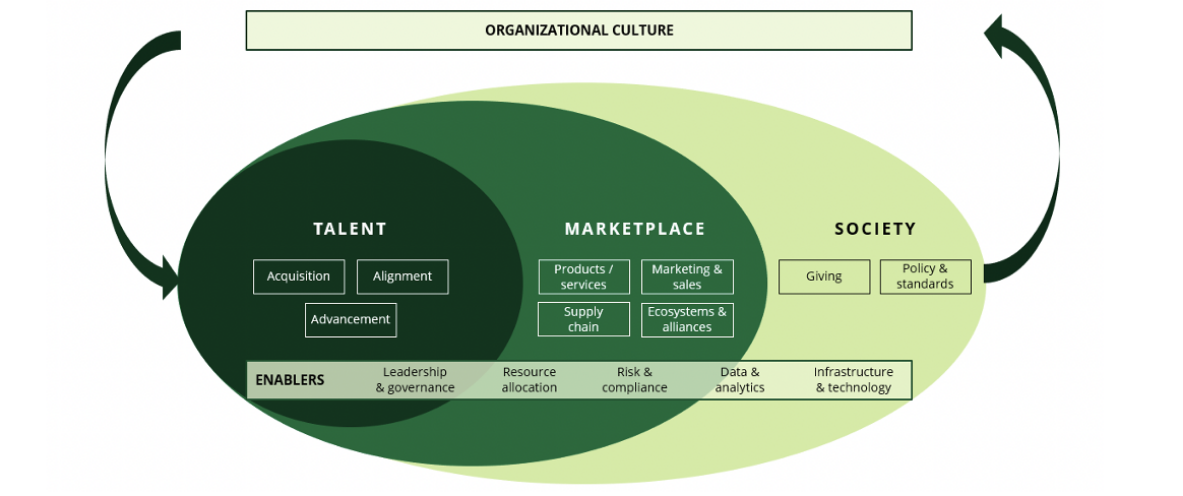 ORGANIZATIONAL CULTURE
TALENT
Acquisition
Alignment
Advancement
MARKETPLACE
Products /
services
Marketing &
sales
Supply
chain
Ecosystems &
alliances
SOCIETY
Giving
Policy &
standards
ENABLERS
Leadership
& governance
Resource
allocation
Risk &
compliance
Data &
analytics
Infrastructure
& technology